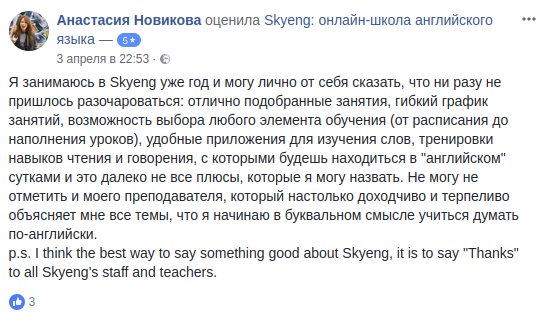 Анастасия Новикова оценила Skyeng: онлайн-школа английского
языка — 5★
3 апреля в 22:53 ·
Я занимаюсь в Skyeng уже год и могу лично от себя сказать, что ни разу не
пришлось разочароваться: отлично подобранные занятия, гибкий график
занятий, возможность выбора любого элемента обучения (от расписания до
наполнения уроков), удобные приложения для изучения слов, тренировки
навыков чтения и говорения, с которыми будешь находиться в "английском"
сутками и это далеко не все плюсы, которые я могу назвать. Не могу не
отметить и моего преподавателя, который настолько доходчиво и терпеливо
объясняет мне все темы, что я начинаю в буквальном смысле учиться думать
по-английски.
p.s. I think the best way to say something good about Skyeng, it is to say "Thanks"
to all Skyeng's staff and teachers.
3